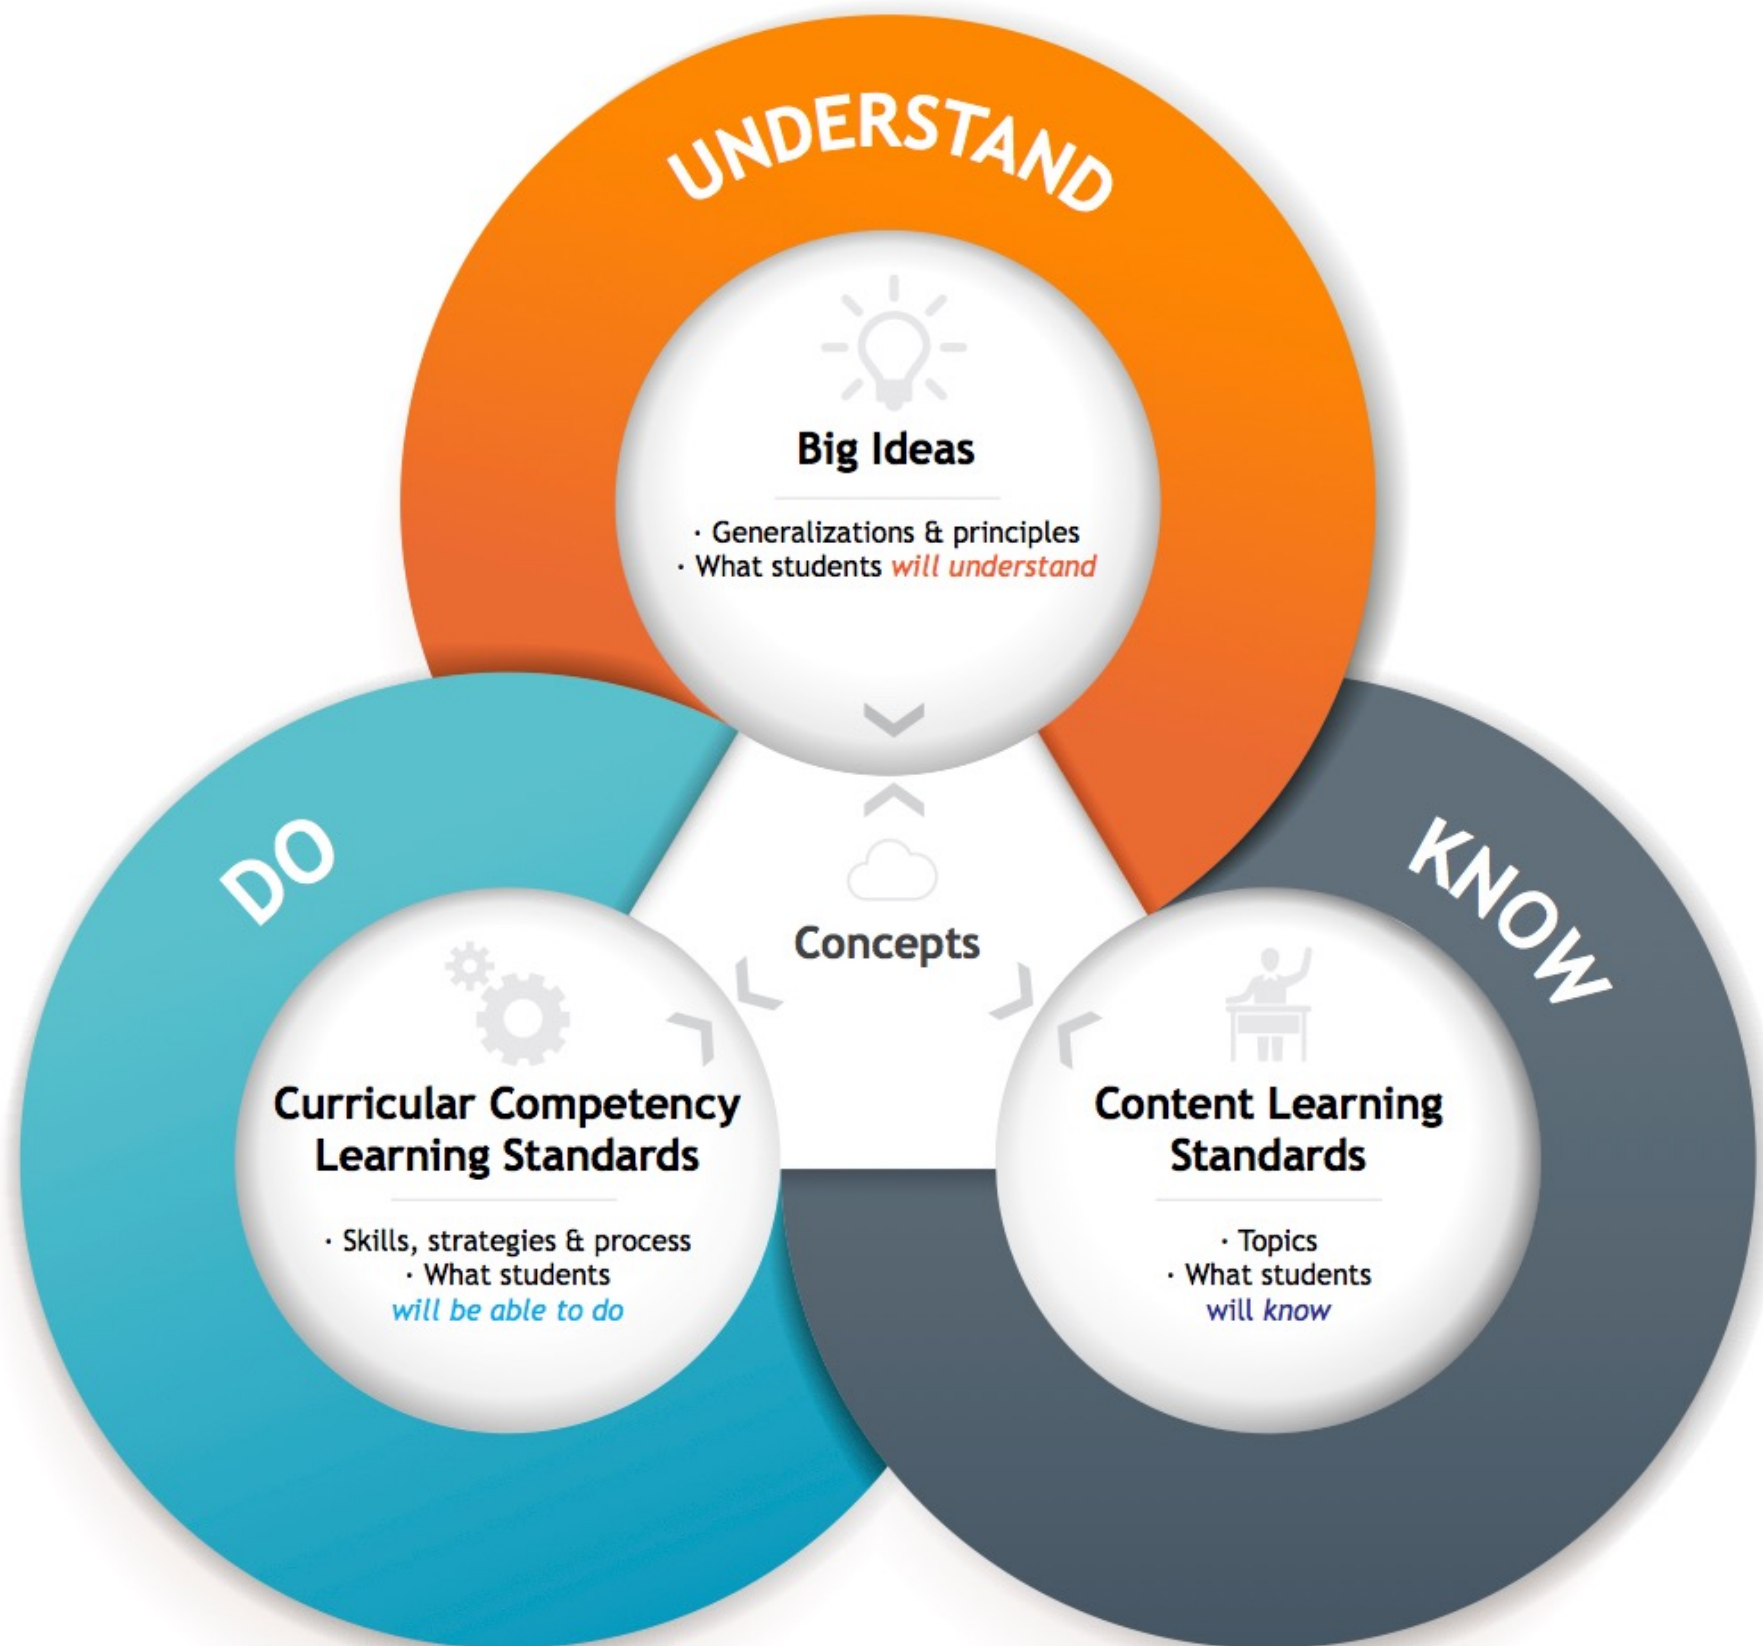 UNDERSTAND
Big Ideas
· Generalizations & principles
· What students will understand
DO
KNOW
Concepts
Curricular Competency
Learning Standards
· Skills, strategies & process
· What students
will be able to do
Content Learning
Standards
· Topics
· What students
will know